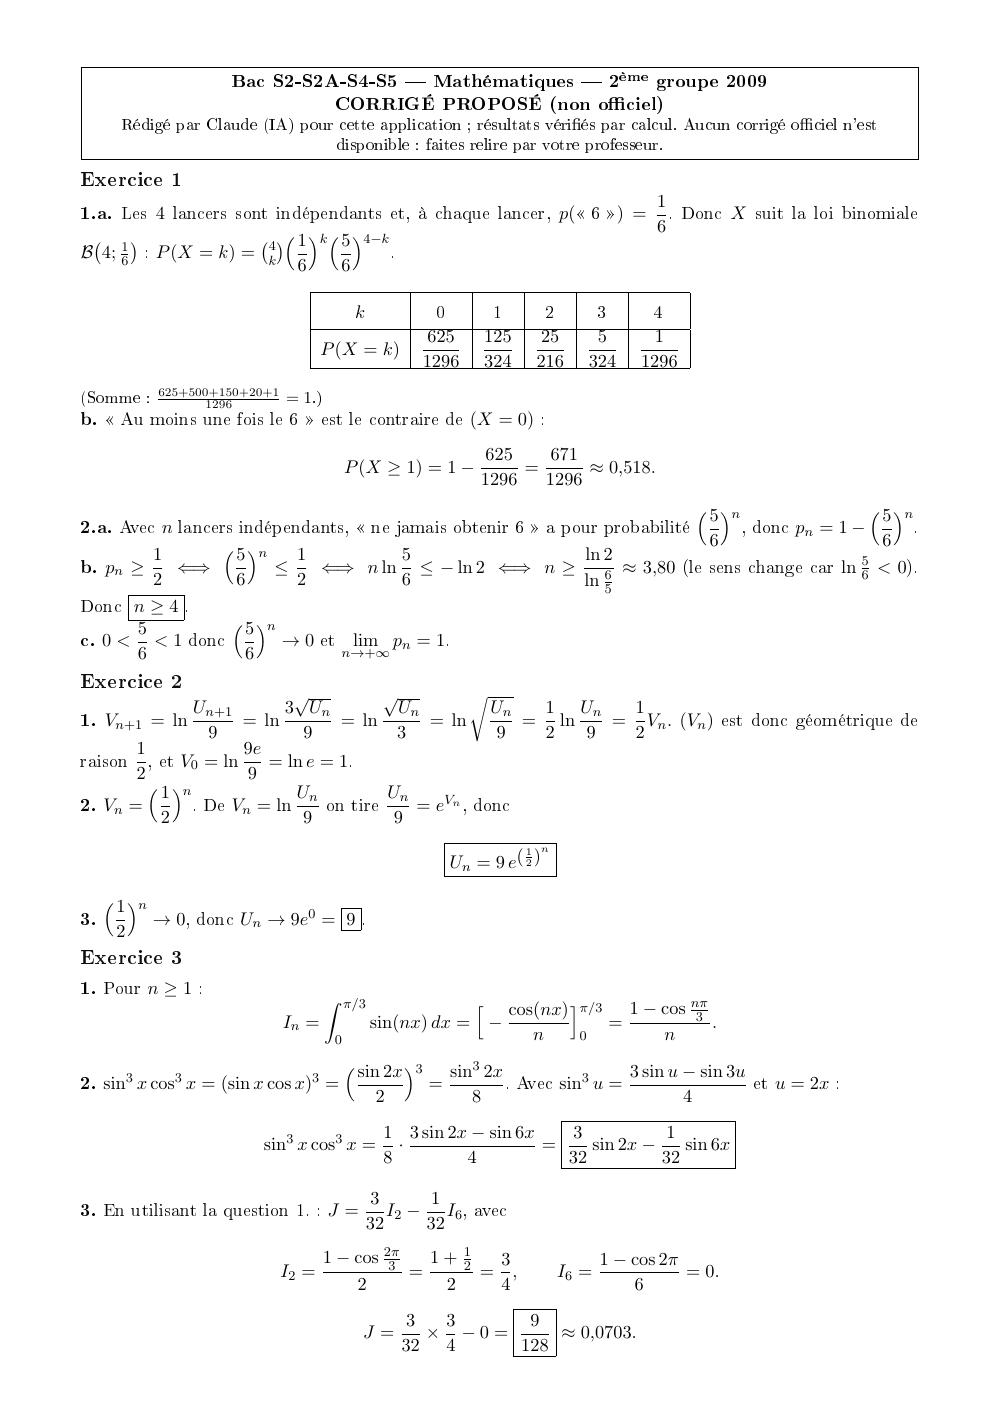 Bac S2-S2A-S4-S5 — Mathématiques — 2ème groupe 2009
CORRIGÉ PROPOSÉ (non officiel)
Rédigé par Claude (IA) pour cette application ; résultats vérifiés par calcul. Aucun corrigé officiel n'est
disponible : faites relire par votre professeur.
Exercice 1
1.a. Les 4 lancers sont indépendants et, à chaque lancer, p(« 6 ») = 1/6. Donc X suit la loi binomiale
ℬ(4; 1/6) : P(X = k) = (4 k)(1/6)^k (5/6)^(4−k).
k 0 1 2 3 4
P(X = k) 625/1296 125/324 25/216 5/324 1/1296
(Somme : (625+500+150+20+1)/1296 = 1.)
b. « Au moins une fois le 6 » est le contraire de (X = 0) :
P(X ≥ 1) = 1 − 625/1296 = 671/1296 ≈ 0,518.
2.a. Avec n lancers indépendants, « ne jamais obtenir 6 » a pour probabilité (5/6)^n, donc p_n = 1 − (5/6)^n.
b. p_n ≥ 1/2 ⟺ (5/6)^n ≤ 1/2 ⟺ n ln 5/6 ≤ − ln 2 ⟺ n ≥ ln 2/ln 6/5 ≈ 3,80 (le sens change car ln 5/6 < 0).
Donc n ≥ 4.
c. 0 < 5/6 < 1 donc (5/6)^n → 0 et lim n→+∞ p_n = 1.
Exercice 2
1. V_{n+1} = ln U_{n+1}/9 = ln 3√U_n/9 = ln √U_n/3 = ln √(U_n/9) = 1/2 ln U_n/9 = 1/2 V_n. (V_n) est donc géométrique de
raison 1/2, et V_0 = ln 9e/9 = ln e = 1.
2. V_n = (1/2)^n. De V_n = ln U_n/9 on tire U_n/9 = e^{V_n}, donc
U_n = 9 e^{(1/2)^n}
3. (1/2)^n → 0, donc U_n → 9e^0 = 9.
Exercice 3
1. Pour n ≥ 1 :
I_n = ∫_0^{π/3} sin(nx) dx = [ − cos(nx)/n ]_0^{π/3} = (1 − cos nπ/3)/n.
2. sin³ x cos³ x = (sin x cos x)³ = (sin 2x/2)³ = sin³ 2x/8. Avec sin³ u = (3 sin u − sin 3u)/4 et u = 2x :
sin³ x cos³ x = 1/8 · (3 sin 2x − sin 6x)/4 = 3/32 sin 2x − 1/32 sin 6x
3. En utilisant la question 1. : J = 3/32 I_2 − 1/32 I_6, avec
I_2 = (1 − cos 2π/3)/2 = (1 + 1/2)/2 = 3/4, I_6 = (1 − cos 2π)/6 = 0.
J = 3/32 × 3/4 − 0 = 9/128 ≈ 0,0703.